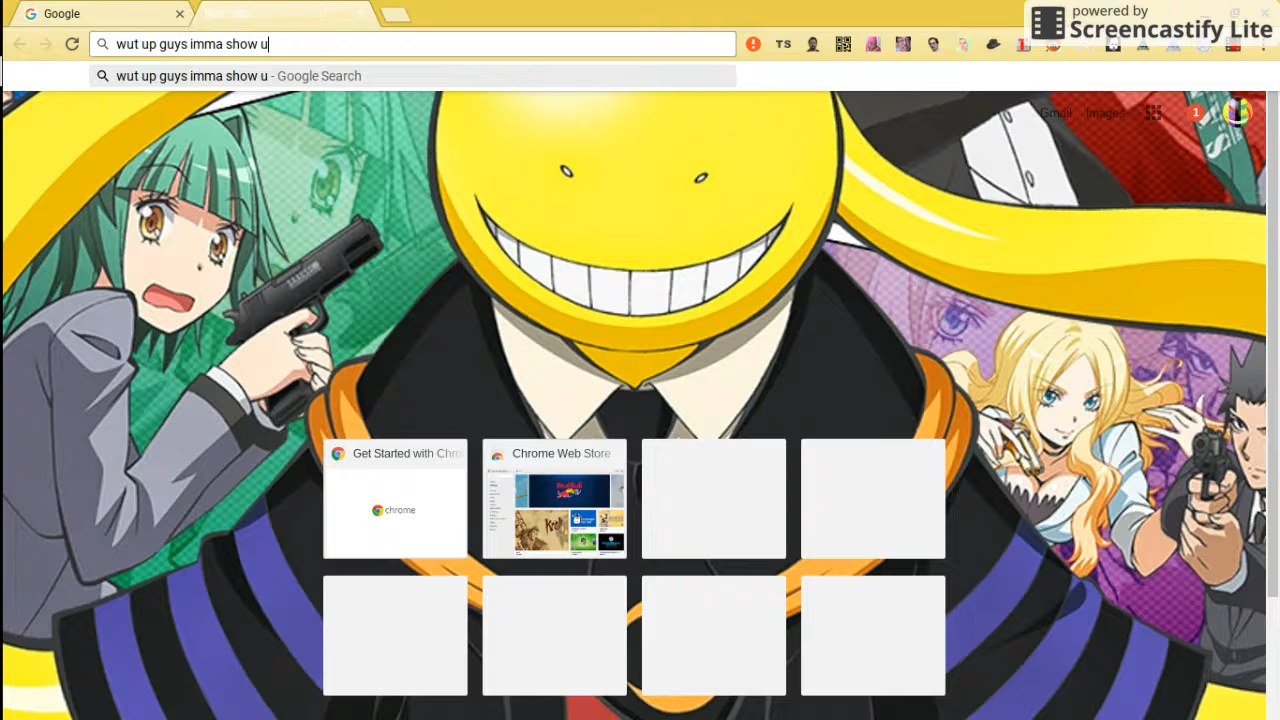 powered by
Screencastify Lite
Google
wut up guys imma show u
TS
wut up guys imma show u - Google Search
Gmail Images 1
Get Started with Chro
Chrome Web Store
chrome